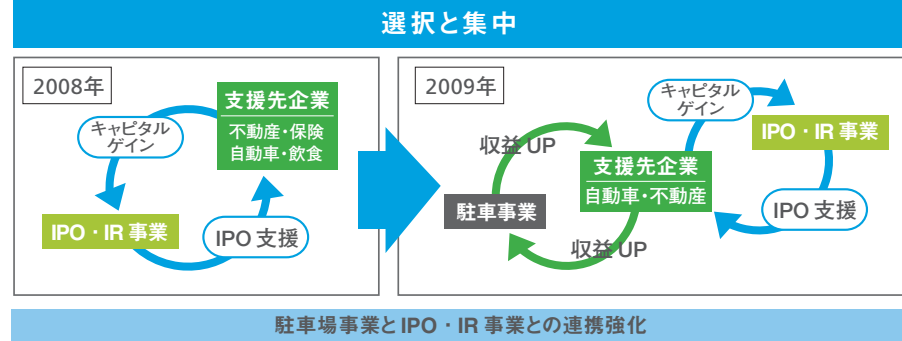 選択と集中
2008年
支援先企業
不動産・保険
自動車・飲食
キャピタル
ゲイン
IPO・IR 事業
IPO 支援
2009年
収益 UP
駐車事業
支援先企業
自動車・不動産
収益 UP
キャピタル
ゲイン
IPO・IR 事業
IPO 支援
駐車場事業とIPO・IR 事業との連携強化